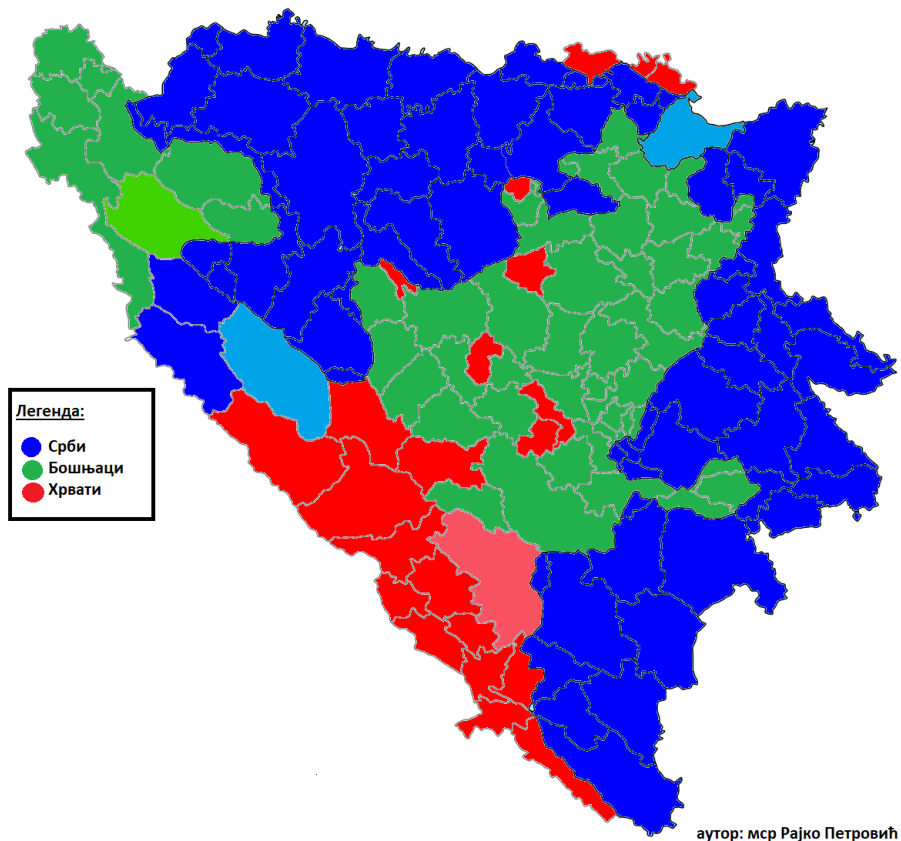 Легенда:
Срби
Бошњаци
Хрвати
аутор: мср Рајко Петровић